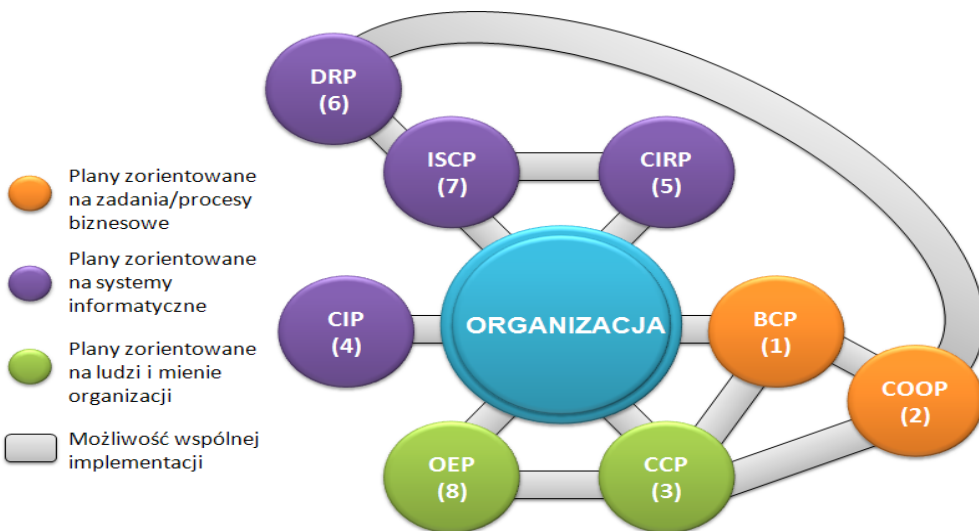 DRP
(6)
ISCP
(7)
CIRP
(5)
Plany zorientowane
na zadania/procesy
biznesowe
Plany zorientowane
na systemy
informatyczne
CIP
(4)
ORGANIZACJA
BCP
(1)
COOP
(2)
Plany zorientowane
na ludzi i mienie
organizacji
Możliwość wspólnej
implementacji
OEP
(8)
CCP
(3)